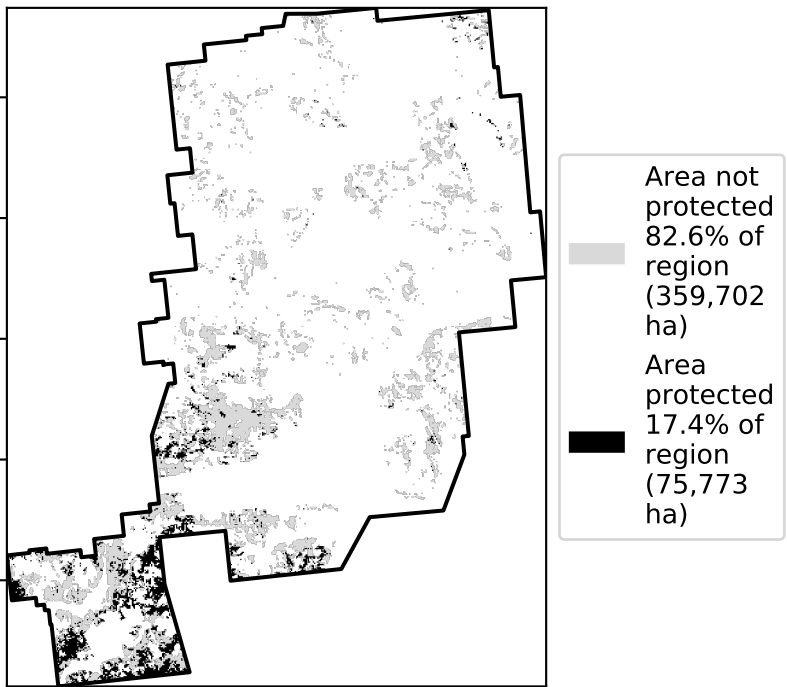 Area not
protected
82.6% of
region
(359,702
ha)
Area
protected
17.4% of
region
(75,773
ha)